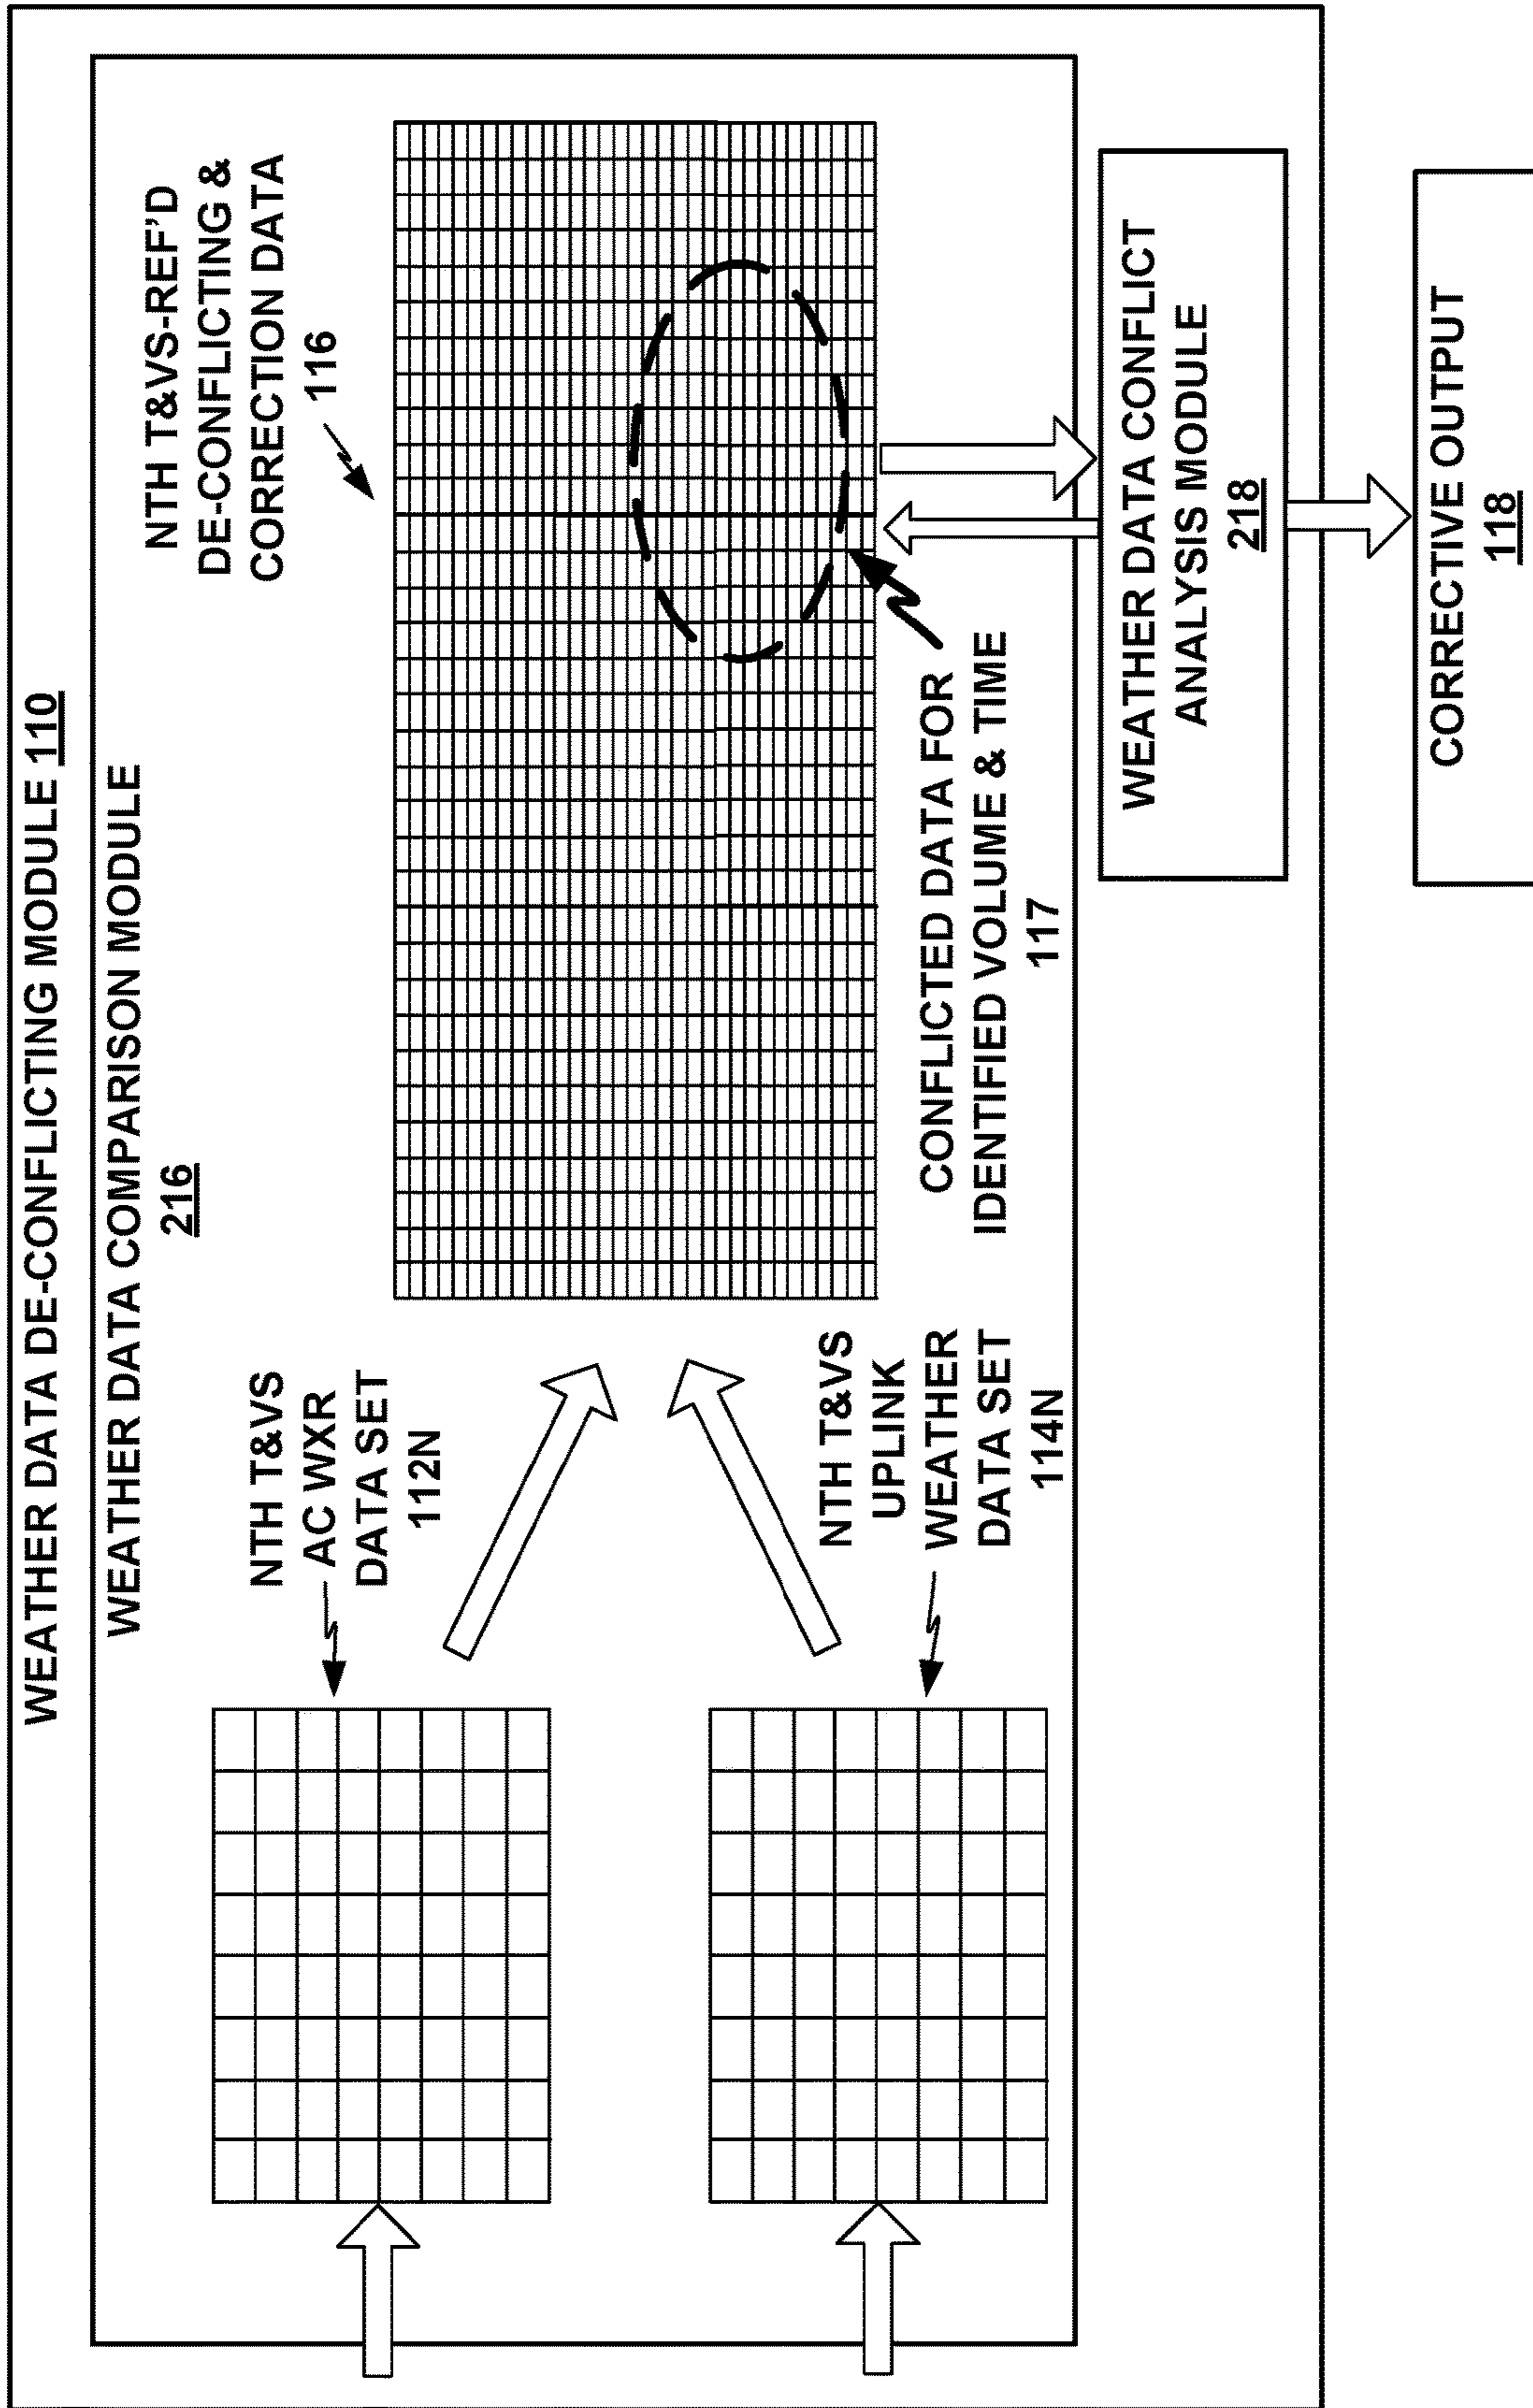 WEATHER DATA DE-CONFLICTING MODULE 110
WEATHER DATA COMPARISON MODULE
216
NTH T&VS
AC WXR
DATA SET
112N
NTH T&VS-REF'D
DE-CONFLICTING &
CORRECTION DATA
116
NTH T&VS
UPLINK
WEATHER
DATA SET
114N
CONFLICTED DATA FOR
IDENTIFIED VOLUME & TIME
117
WEATHER DATA CONFLICT
ANALYSIS MODULE
218
CORRECTIVE OUTPUT
118